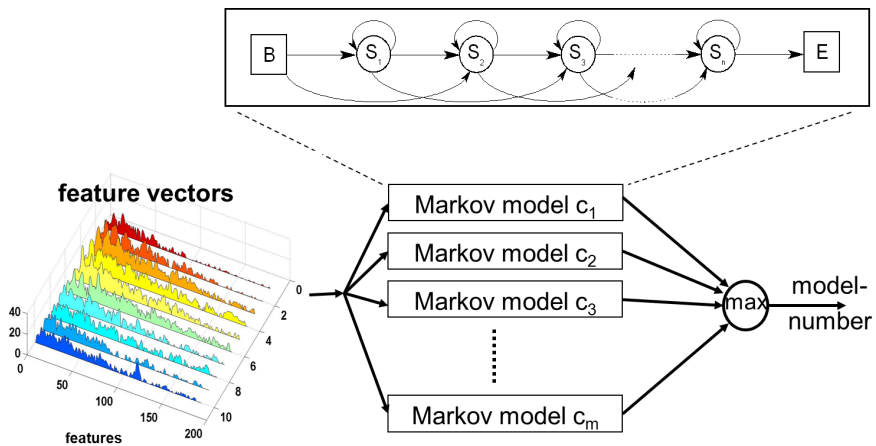 B
S1
S2
S3
Sn
E
feature vectors
Markov model c1
Markov model c2
Markov model c3
Markov model cm
max
model-
number
0
2
4
6
8
10
40
20
0
0
50
100
150
200
features